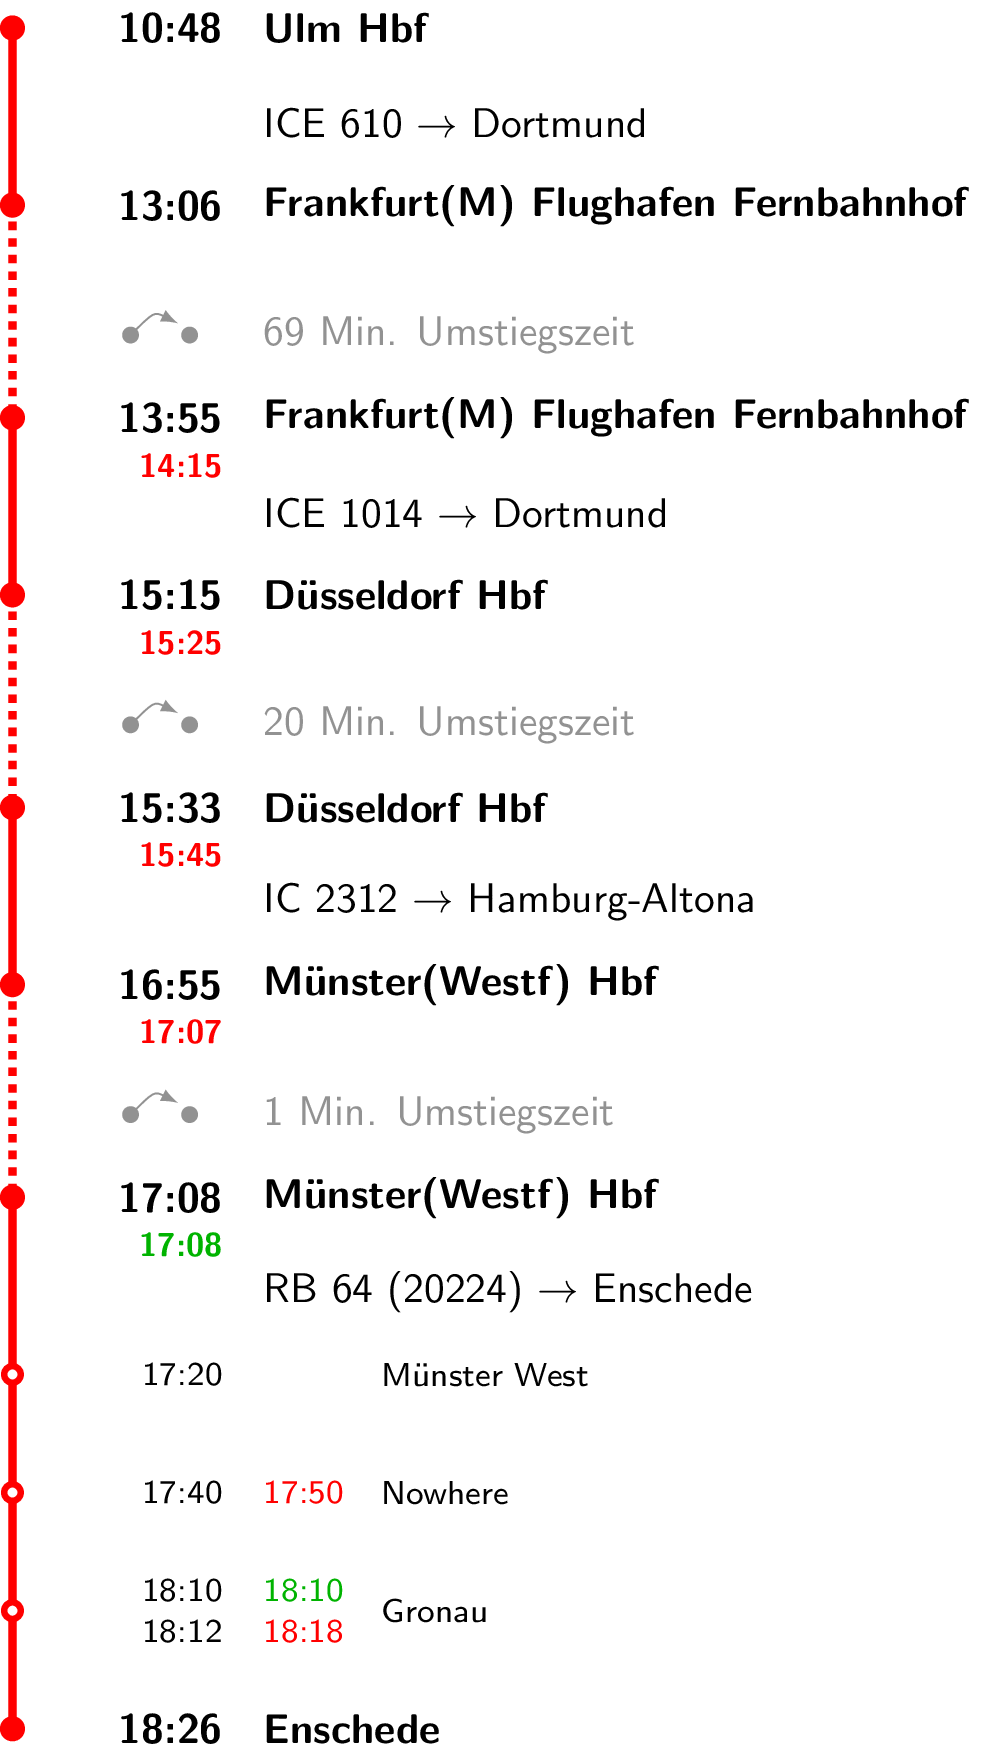 10:48 Ulm Hbf
ICE 610 → Dortmund
13:06 Frankfurt(M) Flughafen Fernbahnhof
69 Min. Umstiegszeit
13:55 Frankfurt(M) Flughafen Fernbahnhof
14:15
ICE 1014 → Dortmund
15:15 Düsseldorf Hbf
15:25
20 Min. Umstiegszeit
15:33 Düsseldorf Hbf
15:45
IC 2312 → Hamburg-Altona
16:55 Münster(Westf) Hbf
17:07
1 Min. Umstiegszeit
17:08 Münster(Westf) Hbf
17:08
RB 64 (20224) → Enschede
17:20 Münster West
17:40 17:50 Nowhere
18:10 18:10
Gronau
18:12 18:18
18:26 Enschede